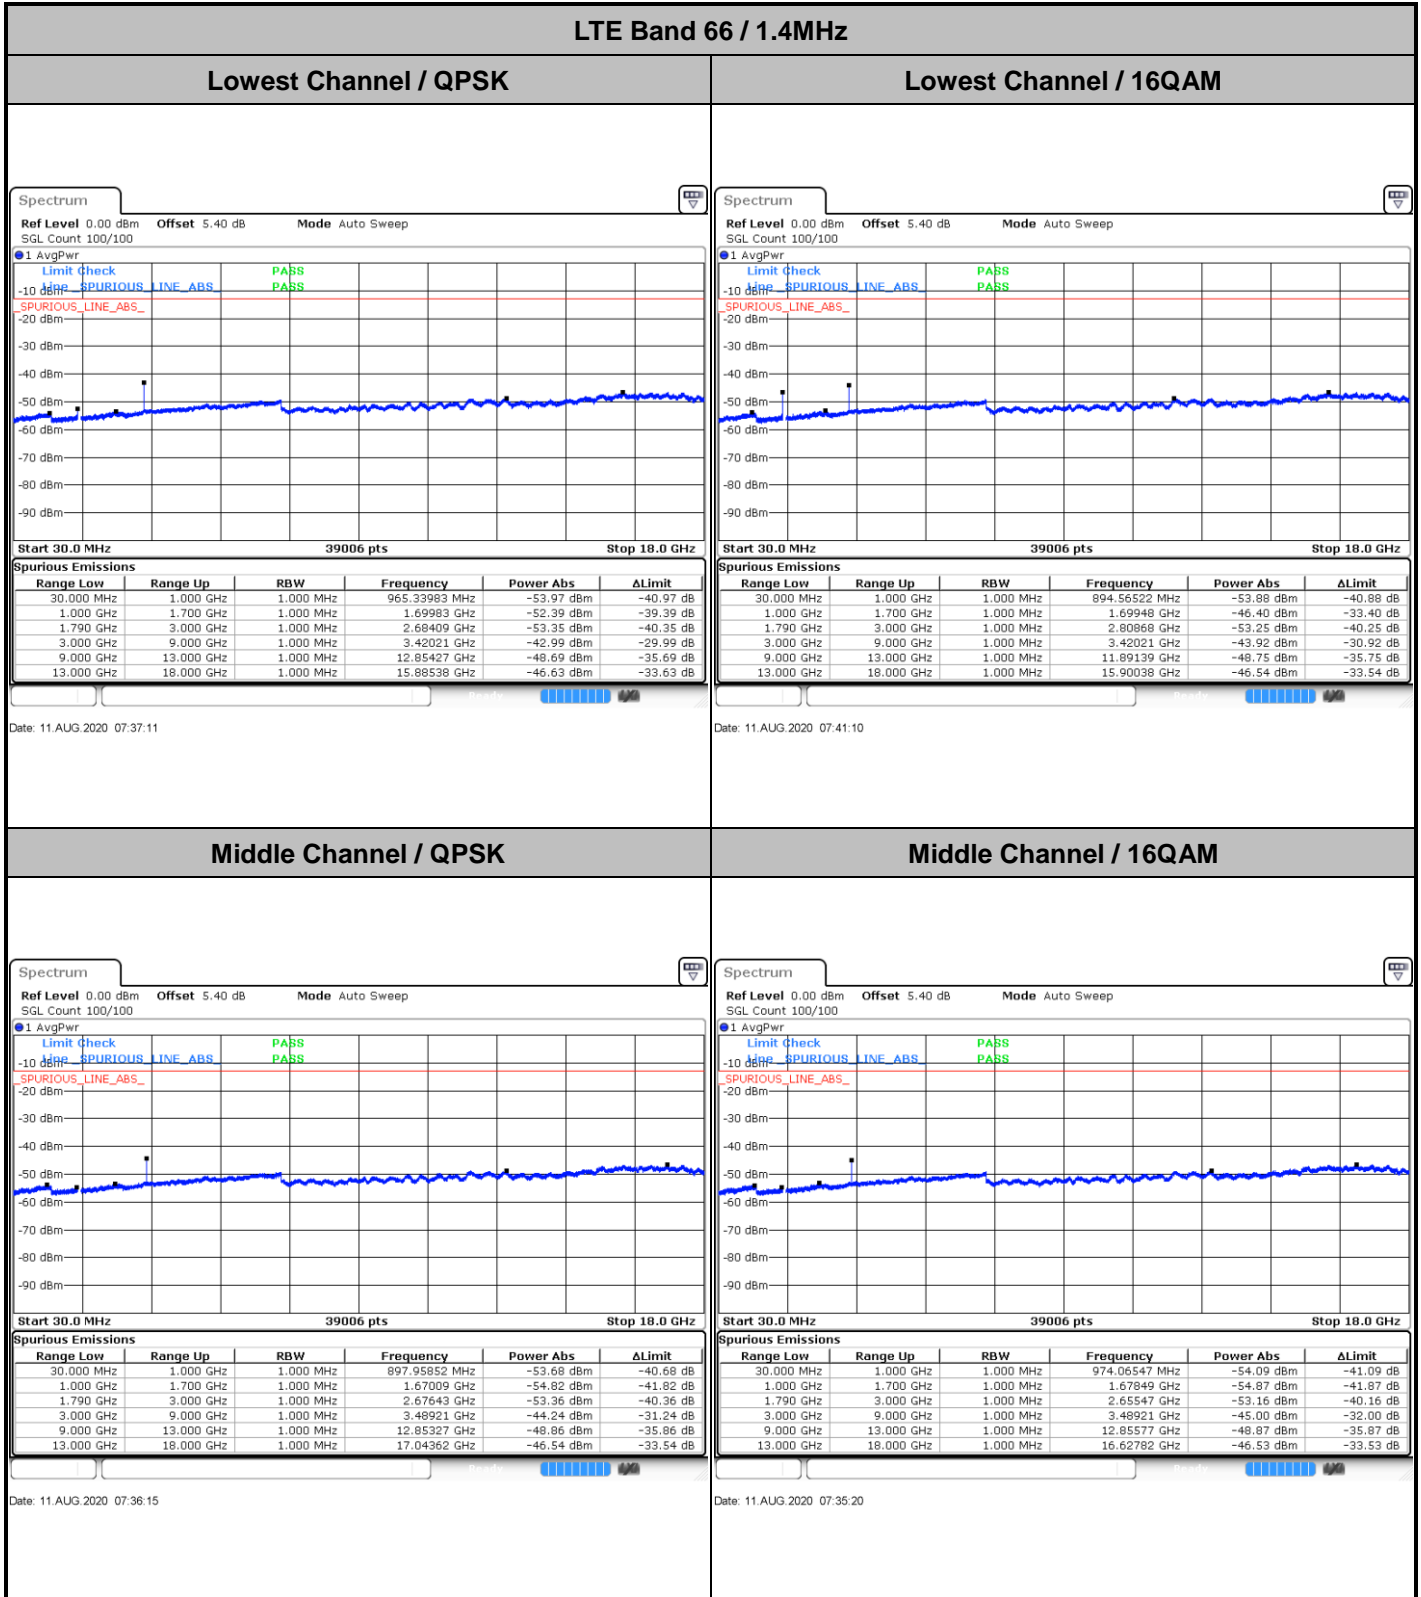 LTE Band 66 / 1.4MHz
Lowest Channel / QPSK
Lowest Channel / 16QAM
Spectrum
Ref Level 0.00 dBm Offset 5.40 dB Mode Auto Sweep
SGL Count 100/100
1 AvgPwr
Limit Check PASS
Line _SPURIOUS_LINE_ABS_ PASS
-10 dBm
_SPURIOUS_LINE_ABS_
-20 dBm
-30 dBm
-40 dBm
-50 dBm
-60 dBm
-70 dBm
-80 dBm
-90 dBm
Start 30.0 MHz 39006 pts Stop 18.0 GHz
Spurious Emissions
Range Low Range Up RBW Frequency Power Abs ΔLimit
30.000 MHz 1.000 GHz 1.000 MHz 965.33983 MHz -53.97 dBm -40.97 dB
1.000 GHz 1.700 GHz 1.000 MHz 1.69983 GHz -52.39 dBm -39.39 dB
1.790 GHz 3.000 GHz 1.000 MHz 2.68409 GHz -53.35 dBm -40.35 dB
3.000 GHz 9.000 GHz 1.000 MHz 3.42021 GHz -42.99 dBm -29.99 dB
9.000 GHz 13.000 GHz 1.000 MHz 12.85427 GHz -48.69 dBm -35.69 dB
13.000 GHz 18.000 GHz 1.000 MHz 15.88538 GHz -46.63 dBm -33.63 dB
Ready
Date: 11.AUG.2020 07:37:11
Spectrum
Ref Level 0.00 dBm Offset 5.40 dB Mode Auto Sweep
SGL Count 100/100
1 AvgPwr
Limit Check PASS
Line _SPURIOUS_LINE_ABS_ PASS
-10 dBm
_SPURIOUS_LINE_ABS_
-20 dBm
-30 dBm
-40 dBm
-50 dBm
-60 dBm
-70 dBm
-80 dBm
-90 dBm
Start 30.0 MHz 39006 pts Stop 18.0 GHz
Spurious Emissions
Range Low Range Up RBW Frequency Power Abs ΔLimit
30.000 MHz 1.000 GHz 1.000 MHz 894.56522 MHz -53.88 dBm -40.88 dB
1.000 GHz 1.700 GHz 1.000 MHz 1.69948 GHz -46.40 dBm -33.40 dB
1.790 GHz 3.000 GHz 1.000 MHz 2.80868 GHz -53.25 dBm -40.25 dB
3.000 GHz 9.000 GHz 1.000 MHz 3.42021 GHz -43.92 dBm -30.92 dB
9.000 GHz 13.000 GHz 1.000 MHz 11.89139 GHz -48.75 dBm -35.75 dB
13.000 GHz 18.000 GHz 1.000 MHz 15.90038 GHz -46.54 dBm -33.54 dB
Ready
Date: 11.AUG.2020 07:41:10
Middle Channel / QPSK
Middle Channel / 16QAM
Spectrum
Ref Level 0.00 dBm Offset 5.40 dB Mode Auto Sweep
SGL Count 100/100
1 AvgPwr
Limit Check PASS
Line _SPURIOUS_LINE_ABS_ PASS
-10 dBm
_SPURIOUS_LINE_ABS_
-20 dBm
-30 dBm
-40 dBm
-50 dBm
-60 dBm
-70 dBm
-80 dBm
-90 dBm
Start 30.0 MHz 39006 pts Stop 18.0 GHz
Spurious Emissions
Range Low Range Up RBW Frequency Power Abs ΔLimit
30.000 MHz 1.000 GHz 1.000 MHz 897.95852 MHz -53.68 dBm -40.68 dB
1.000 GHz 1.700 GHz 1.000 MHz 1.67009 GHz -54.82 dBm -41.82 dB
1.790 GHz 3.000 GHz 1.000 MHz 2.67643 GHz -53.36 dBm -40.36 dB
3.000 GHz 9.000 GHz 1.000 MHz 3.48921 GHz -44.24 dBm -31.24 dB
9.000 GHz 13.000 GHz 1.000 MHz 12.85327 GHz -48.86 dBm -35.86 dB
13.000 GHz 18.000 GHz 1.000 MHz 17.04362 GHz -46.54 dBm -33.54 dB
Ready
Date: 11.AUG.2020 07:36:15
Spectrum
Ref Level 0.00 dBm Offset 5.40 dB Mode Auto Sweep
SGL Count 100/100
1 AvgPwr
Limit Check PASS
Line _SPURIOUS_LINE_ABS_ PASS
-10 dBm
_SPURIOUS_LINE_ABS_
-20 dBm
-30 dBm
-40 dBm
-50 dBm
-60 dBm
-70 dBm
-80 dBm
-90 dBm
Start 30.0 MHz 39006 pts Stop 18.0 GHz
Spurious Emissions
Range Low Range Up RBW Frequency Power Abs ΔLimit
30.000 MHz 1.000 GHz 1.000 MHz 974.06547 MHz -54.09 dBm -41.09 dB
1.000 GHz 1.700 GHz 1.000 MHz 1.67849 GHz -54.87 dBm -41.87 dB
1.790 GHz 3.000 GHz 1.000 MHz 2.65547 GHz -53.16 dBm -40.16 dB
3.000 GHz 9.000 GHz 1.000 MHz 3.48921 GHz -45.00 dBm -32.00 dB
9.000 GHz 13.000 GHz 1.000 MHz 12.85577 GHz -48.87 dBm -35.87 dB
13.000 GHz 18.000 GHz 1.000 MHz 16.62782 GHz -46.53 dBm -33.53 dB
Ready
Date: 11.AUG.2020 07:35:20